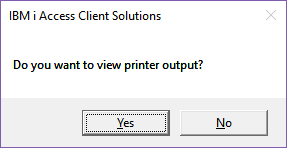 IBM i Access Client Solutions
Do you want to view printer output?
Yes No